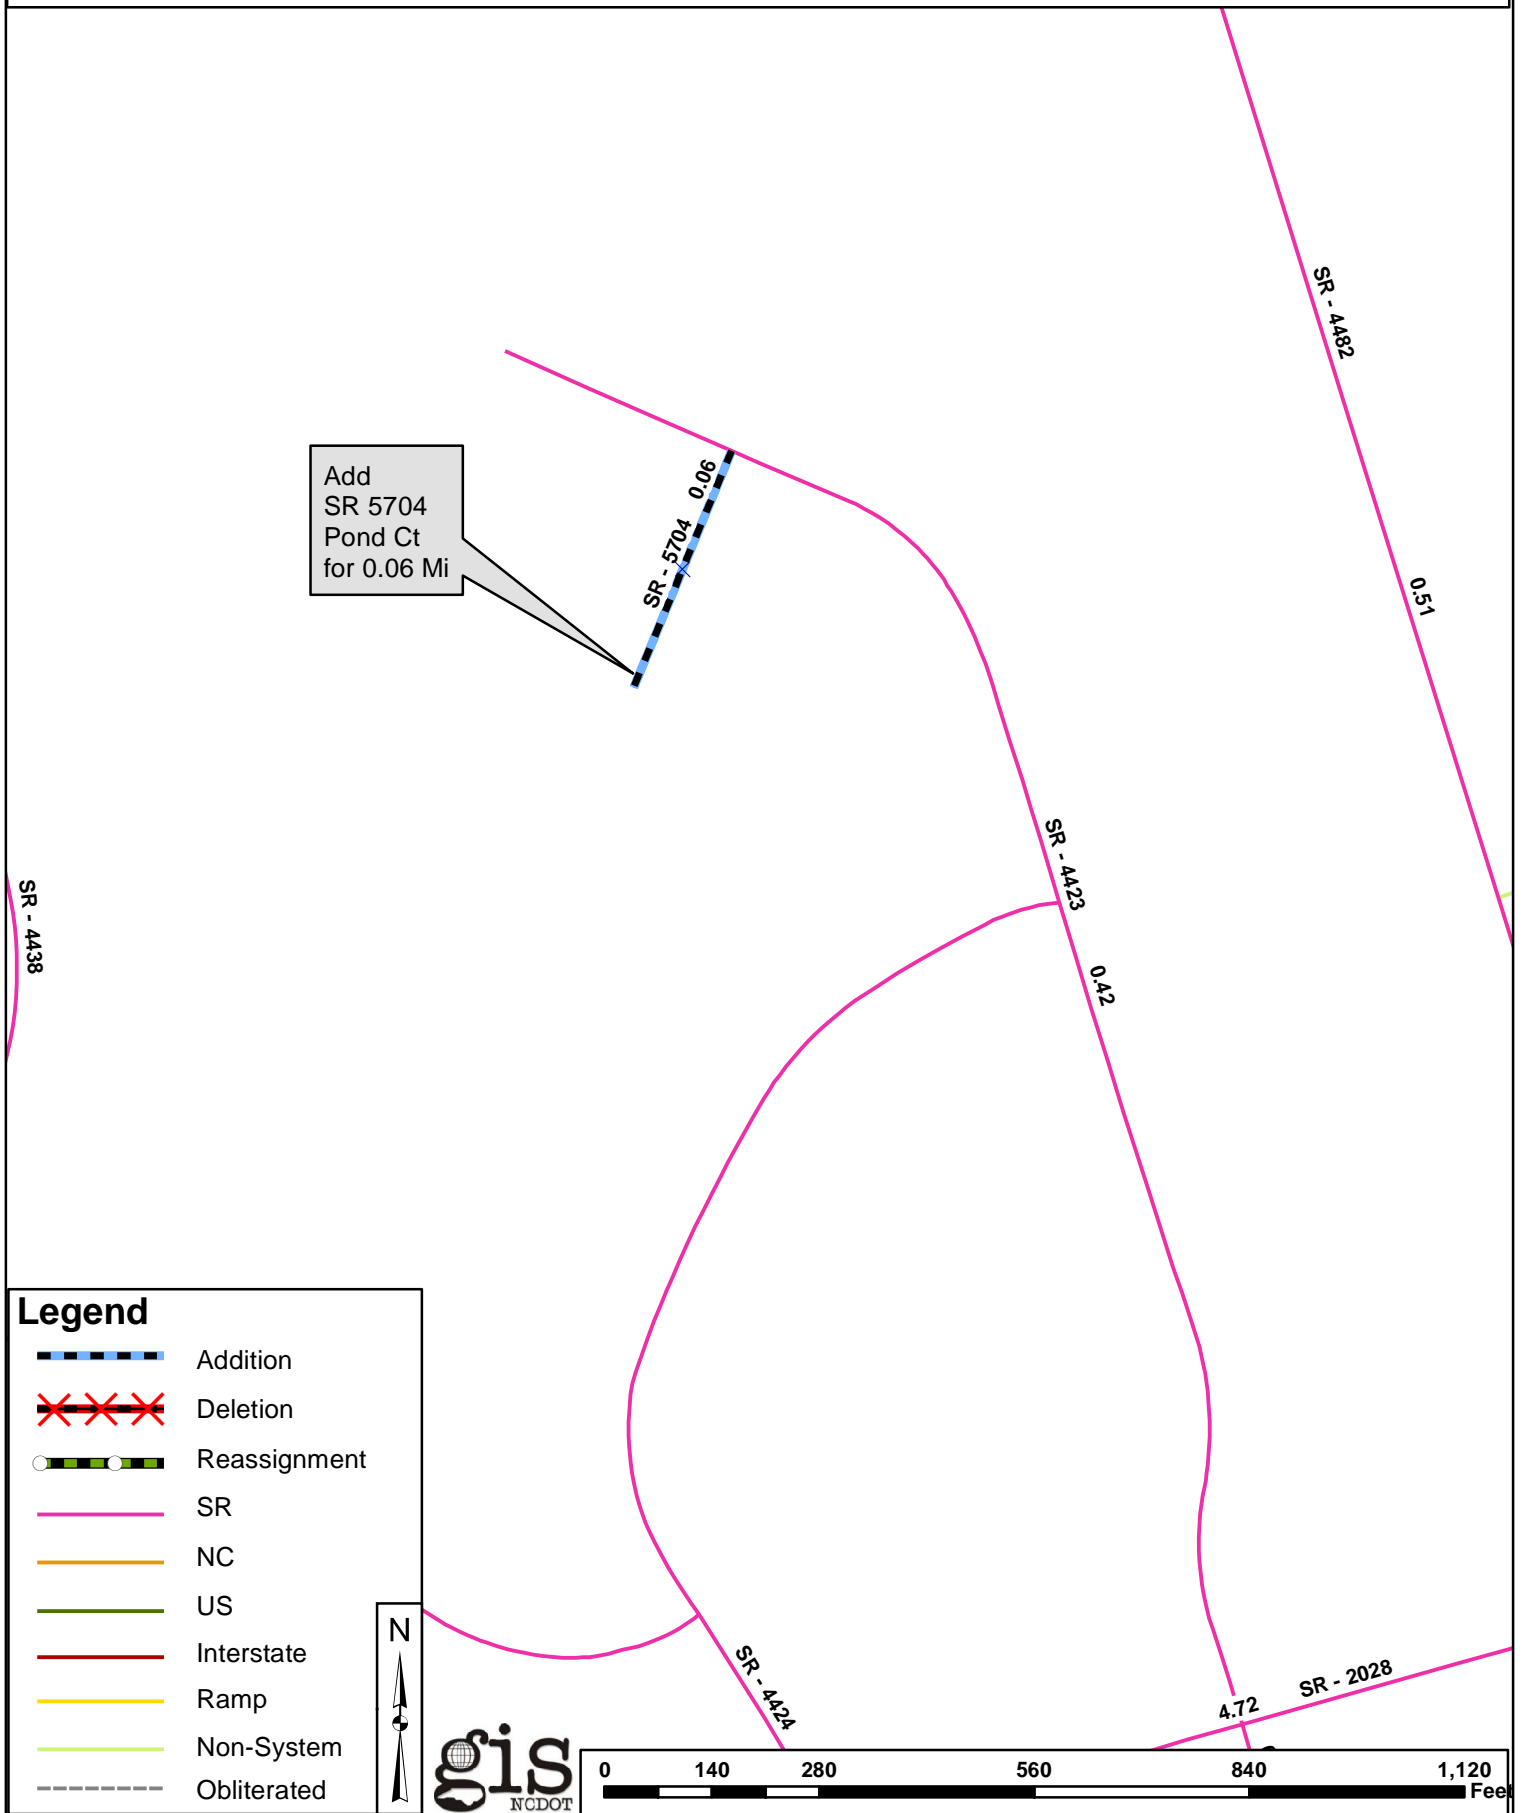 SR - 4482
Add
SR 5704
Pond Ct
for 0.06 Mi
0.06
SR - 5704
0.51
SR - 4423
SR - 4438
0.42
Legend
Addition
Deletion
Reassignment
SR
NC
US
Interstate
Ramp
Non-System
Obliterated
N
SR - 4424
SR - 2028
4.72
gis
NCDOT
0 140 280 560 840 1,120
Feet